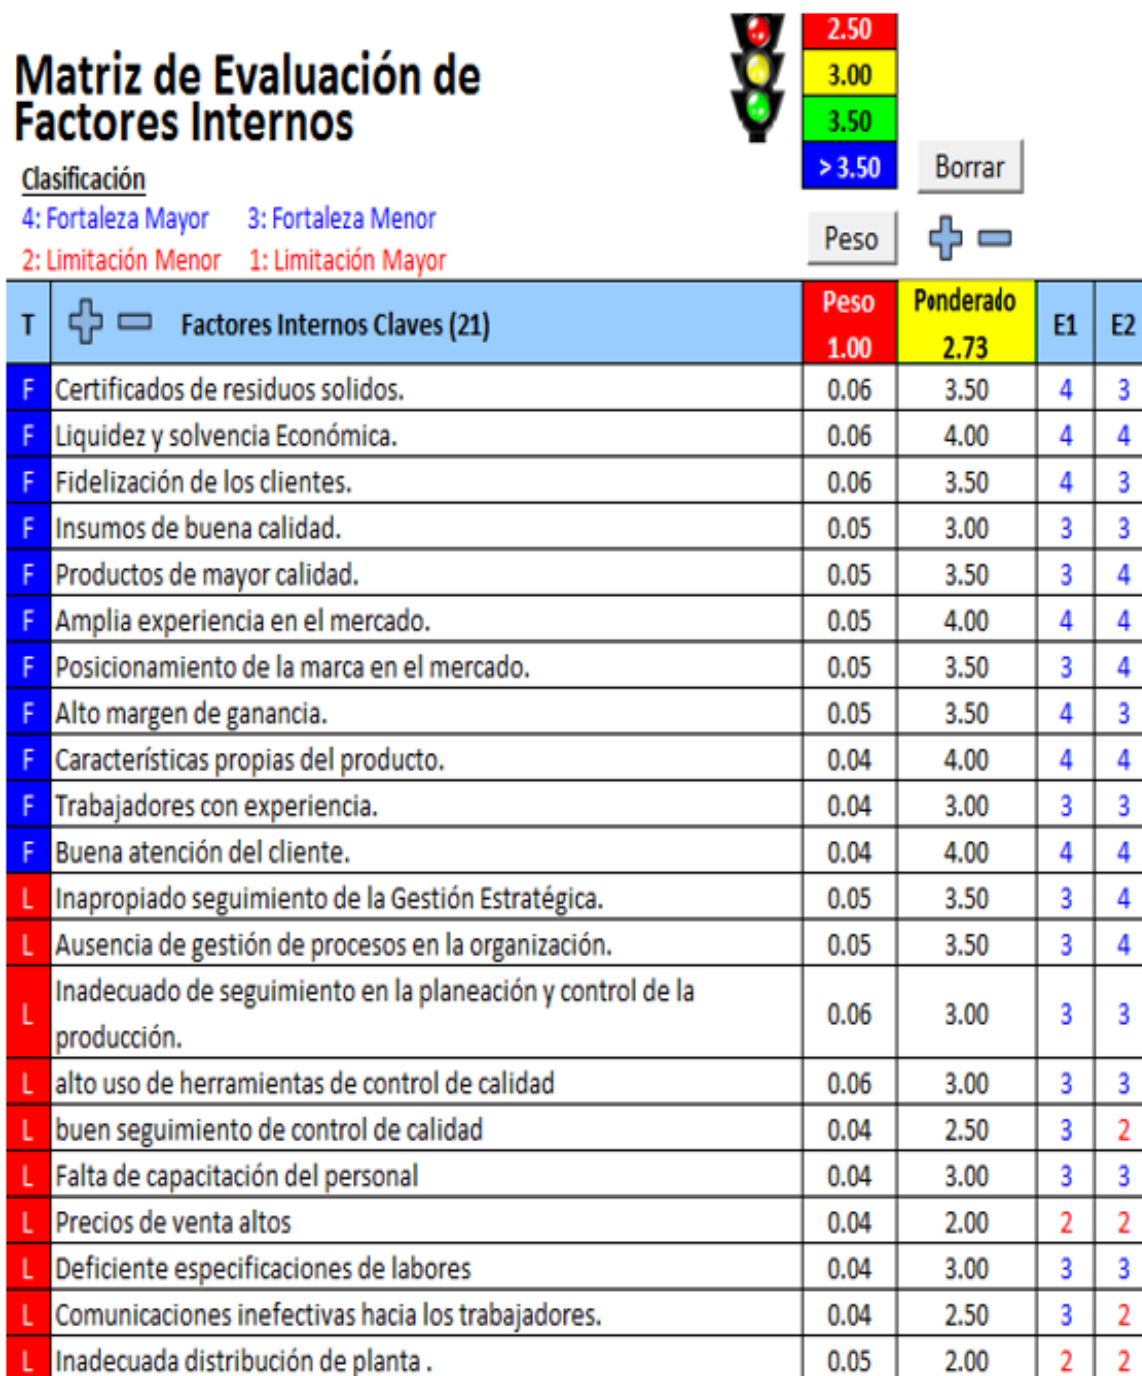 2.50
Matriz de Evaluación de
3.00
Factores Internos
3.50
Clasificación
> 3.50
Borrar
4: Fortaleza Mayor 3: Fortaleza Menor
Peso
2: Limitación Menor 1: Limitación Mayor
T Factores Internos Claves (21) Peso 1.00 Ponderado 2.73 E1 E2
F Certificados de residuos solidos. 0.06 3.50 4 3
F Liquidez y solvencia Económica. 0.06 4.00 4 4
F Fidelización de los clientes. 0.06 3.50 4 3
F Insumos de buena calidad. 0.05 3.00 3 3
F Productos de mayor calidad. 0.05 3.50 3 4
F Amplia experiencia en el mercado. 0.05 4.00 4 4
F Posicionamiento de la marca en el mercado. 0.05 3.50 3 4
F Alto margen de ganancia. 0.05 3.50 4 3
F Características propias del producto. 0.04 4.00 4 4
F Trabajadores con experiencia. 0.04 3.00 3 3
F Buena atención del cliente. 0.04 4.00 4 4
L Inapropiado seguimiento de la Gestión Estratégica. 0.05 3.50 3 4
L Ausencia de gestión de procesos en la organización. 0.05 3.50 3 4
L Inadecuado de seguimiento en la planeación y control de la
producción. 0.06 3.00 3 3
L alto uso de herramientas de control de calidad 0.06 3.00 3 3
L buen seguimiento de control de calidad 0.04 2.50 3 2
L Falta de capacitación del personal 0.04 3.00 3 3
L Precios de venta altos 0.04 2.00 2 2
L Deficiente especificaciones de labores 0.04 3.00 3 3
L Comunicaciones inefectivas hacia los trabajadores. 0.04 2.50 3 2
L Inadecuada distribución de planta . 0.05 2.00 2 2